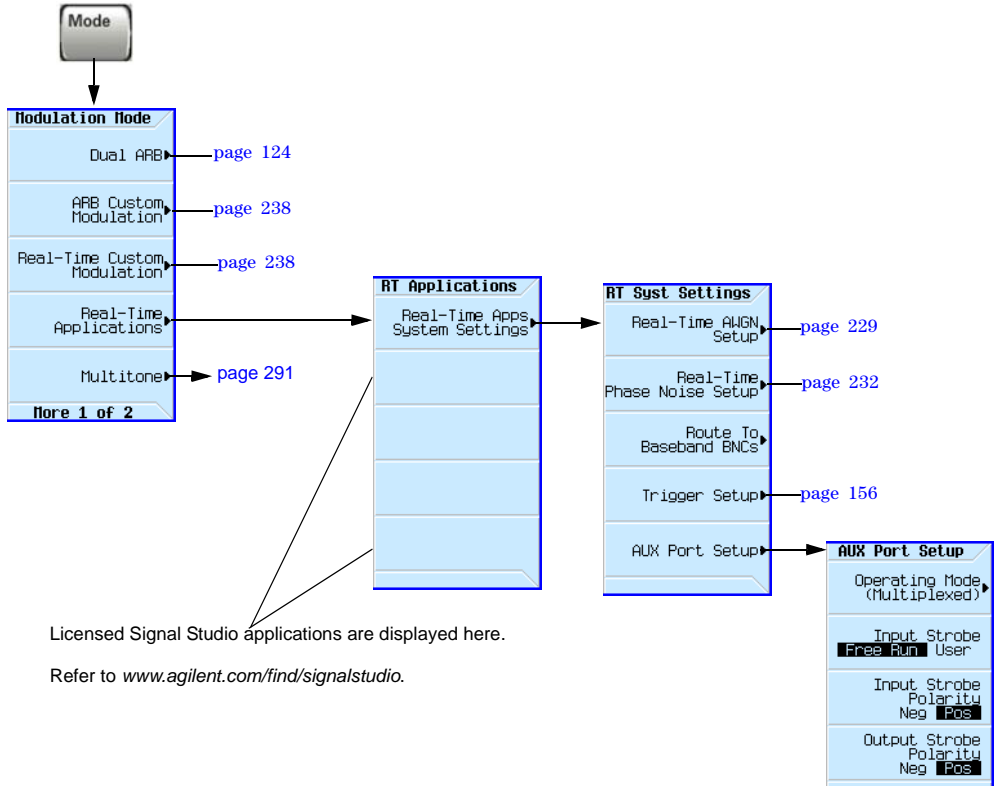 Mode
Modulation Mode
Dual ARB
page 124
ARB Custom
Modulation
page 238
Real-Time Custom
Modulation
page 238
Real-Time
Applications
Multitone
page 291
More 1 of 2
RT Applications
Real-Time Apps
System Settings
RT Syst Settings
Real-Time AWGN
Setup
page 229
Real-Time
Phase Noise Setup
page 232
Route To
Baseband BNCs
Trigger Setup
page 156
AUX Port Setup
AUX Port Setup
Operating Mode
(Multiplexed)
Input Strobe
Free Run User
Input Strobe
Polarity
Neg Pos
Output Strobe
Polarity
Neg Pos
Licensed Signal Studio applications are displayed here.
Refer to www.agilent.com/find/signalstudio.